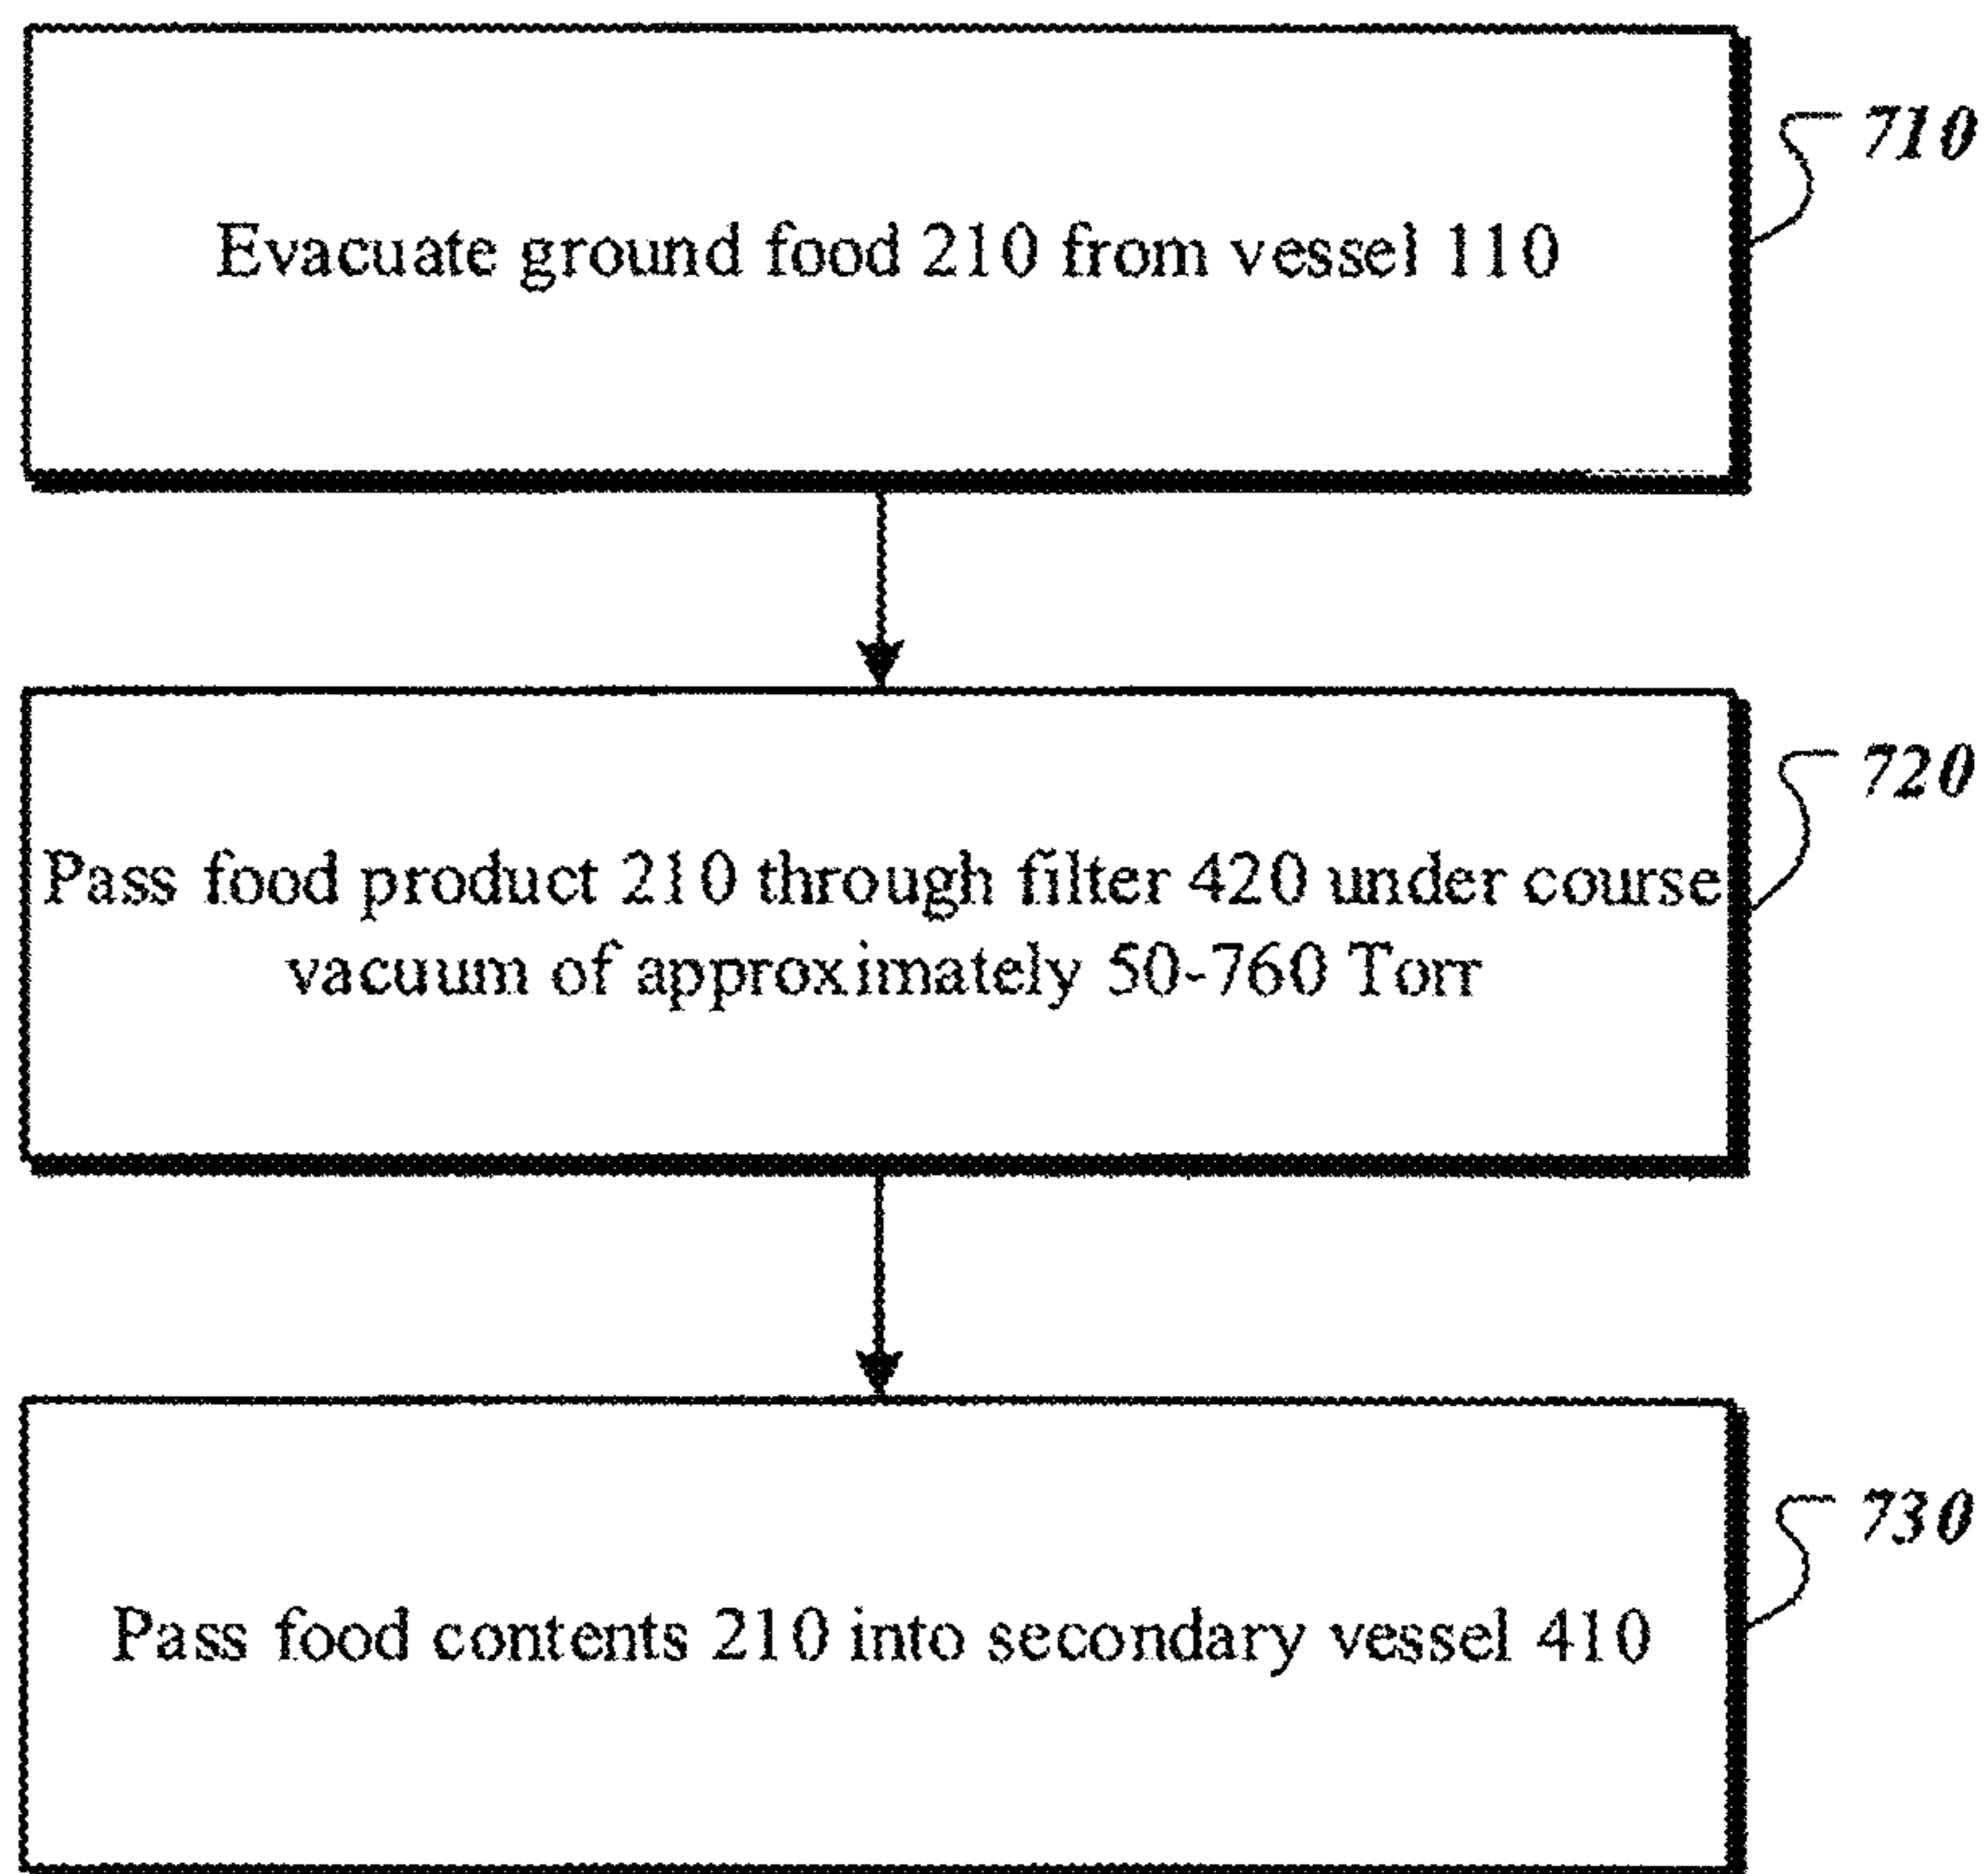 Evacuate ground food 210 from vessel 110
710
Pass food product 210 through filter 420 under course
vacuum of approximately 50-760 Torr
720
Pass food contents 210 into secondary vessel 410
730